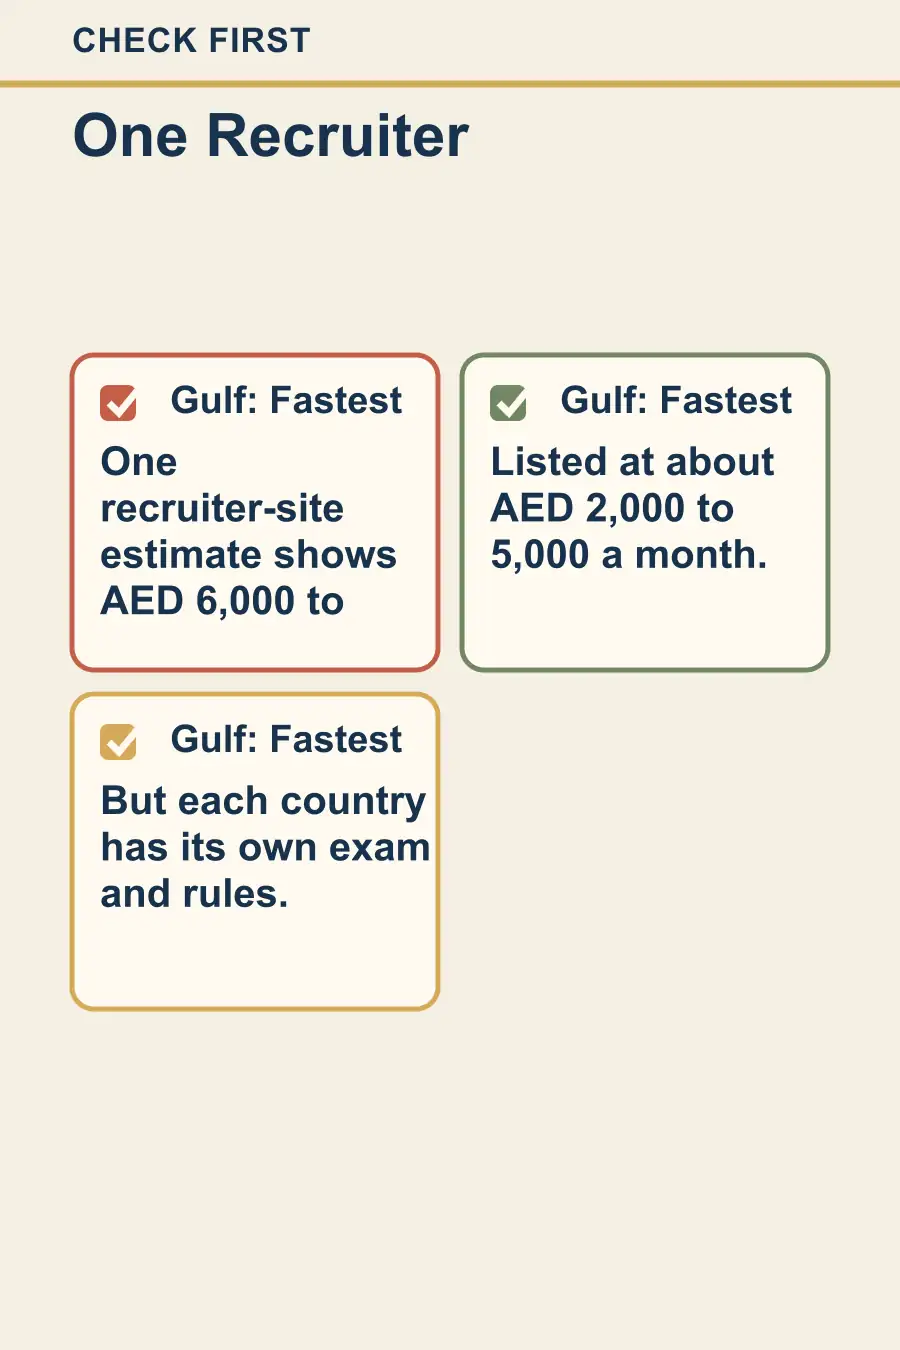 CHECK FIRST
One Recruiter
Gulf: Fastest
One
recruiter-site
estimate shows
AED 6,000 to
Gulf: Fastest
Listed at about
AED 2,000 to
5,000 a month.
Gulf: Fastest
But each country
has its own exam
and rules.